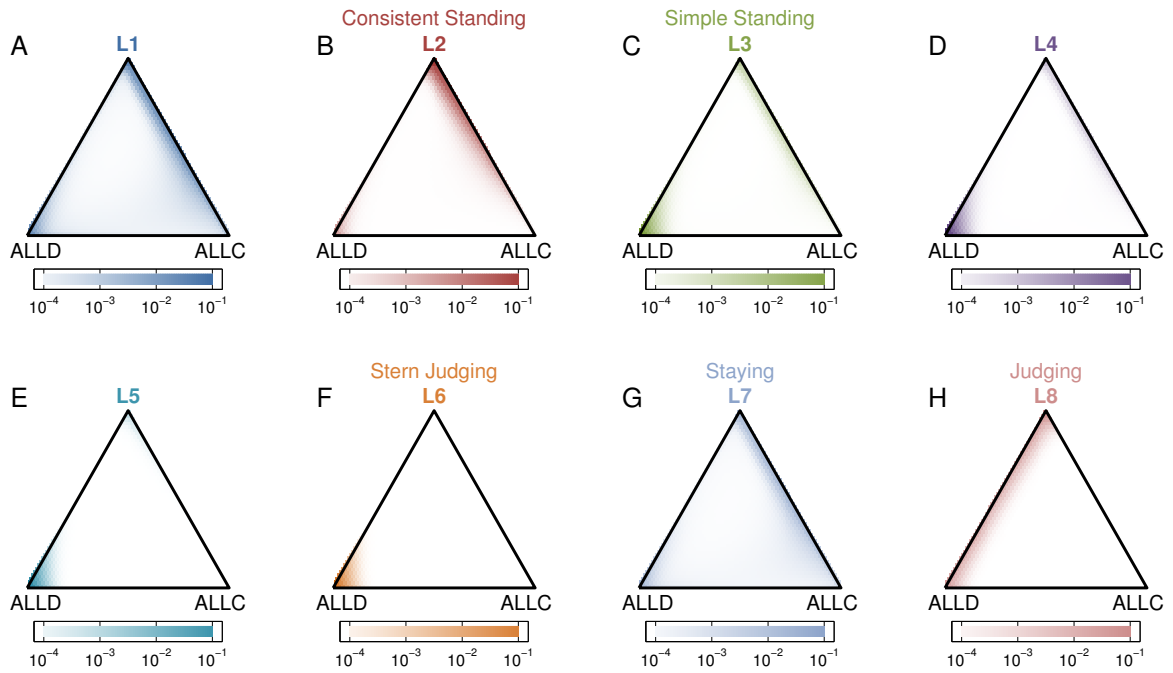 Consistent Standing
Simple Standing
A L1 B L2 C L3 D L4
ALLD ALLC ALLD ALLC ALLD ALLC ALLD ALLC
10⁻⁴ 10⁻³ 10⁻² 10⁻¹ 10⁻⁴ 10⁻³ 10⁻² 10⁻¹ 10⁻⁴ 10⁻³ 10⁻² 10⁻¹ 10⁻⁴ 10⁻³ 10⁻² 10⁻¹
Stern Judging Staying Judging
E L5 F L6 G L7 H L8
ALLD ALLC ALLD ALLC ALLD ALLC ALLD ALLC
10⁻⁴ 10⁻³ 10⁻² 10⁻¹ 10⁻⁴ 10⁻³ 10⁻² 10⁻¹ 10⁻⁴ 10⁻³ 10⁻² 10⁻¹ 10⁻⁴ 10⁻³ 10⁻² 10⁻¹